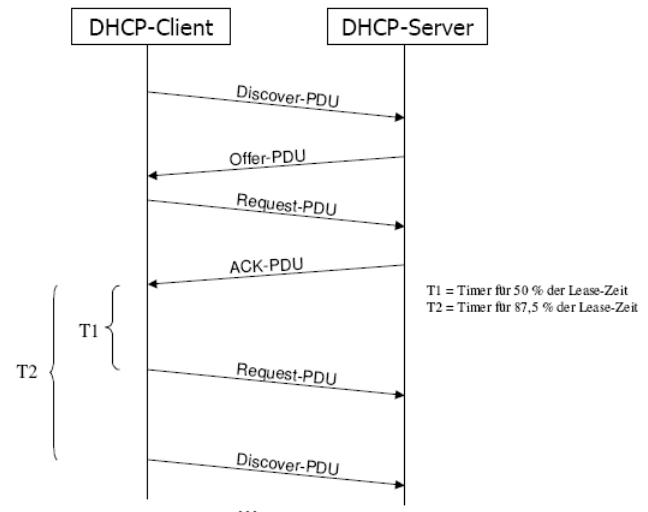 DHCP-Client
DHCP-Server
Discover-PDU
Offer-PDU
Request-PDU
ACK-PDU
T1 = Timer für 50 % der Lease-Zeit
T2 = Timer für 87,5 % der Lease-Zeit
T1
T2
Request-PDU
Discover-PDU
...